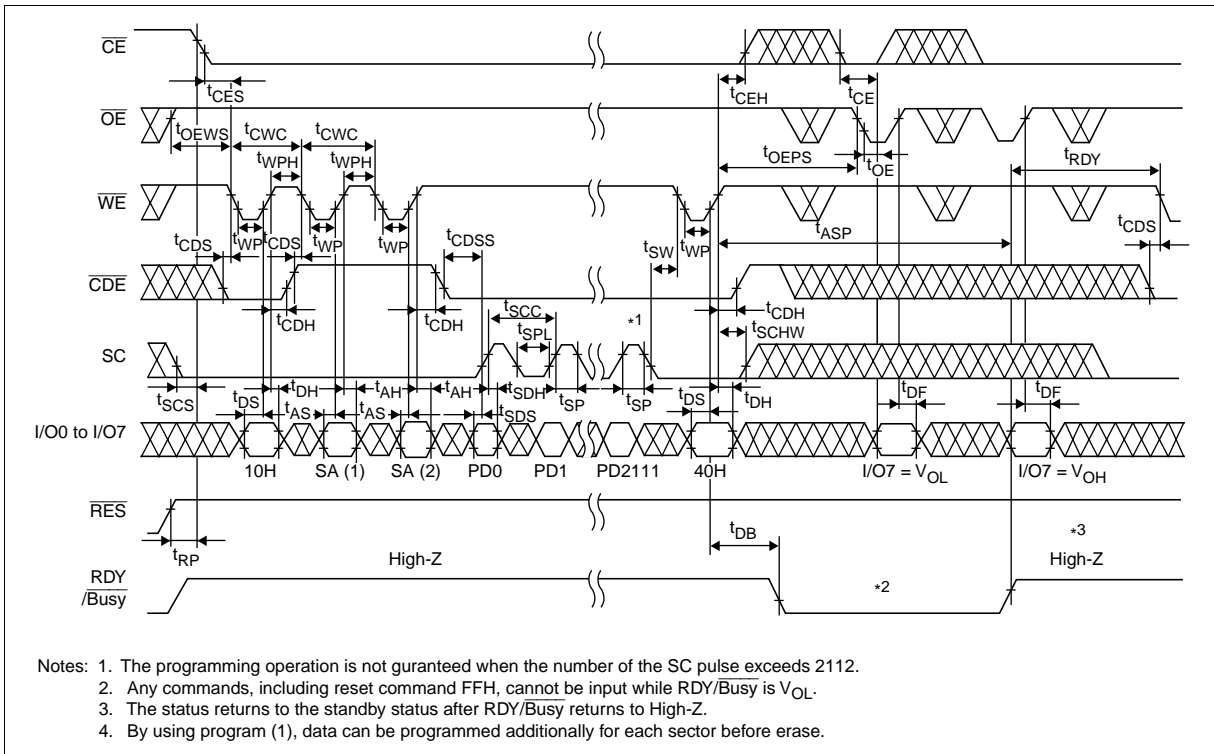 CE
tCES
tCEH
tCE
OE
tOEWS
tCWC
tCWC
tWPH
tWPH
tOEPS
tOE
tRDY
WE
tCDS
tWP
tCDS
tWP
tWP
tCDSS
tSW
tWP
tASP
tCDS
CDE
tCDH
tCDH
tSCC
tSPL
*1
tCDH
tSCHW
SC
tSCS
tDS
tDH
tAS
tAH
tAS
tAH
tSDH
tSDS
tSP
tSP
tDS
tDH
tDF
tDF
I/O0 to I/O7
10H
SA (1)
SA (2)
PD0
PD1
PD2111
40H
I/O7 = VOL
I/O7 = VOH
RES
tRP
tDB
*3
High-Z
High-Z
RDY
/Busy
*2
Notes: 1. The programming operation is not guranteed when the number of the SC pulse exceeds 2112.
2. Any commands, including reset command FFH, cannot be input while RDY/Busy is VOL.
3. The status returns to the standby status after RDY/Busy returns to High-Z.
4. By using program (1), data can be programmed additionally for each sector before erase.